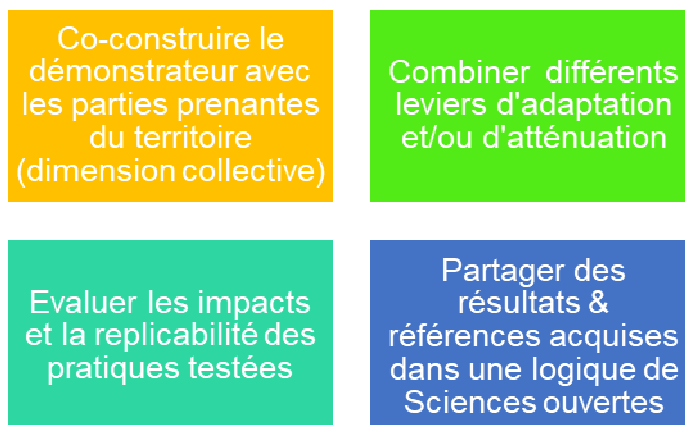 Co-construire le
démonstrateur avec
les parties prenantes
du territoire
(dimension collective)
Combiner différents
leviers d'adaptation
et/ou d'atténuation
Evaluer les impacts
et la replicabilité des
pratiques testées
Partager des
résultats &
références acquises
dans une logique de
Sciences ouvertes